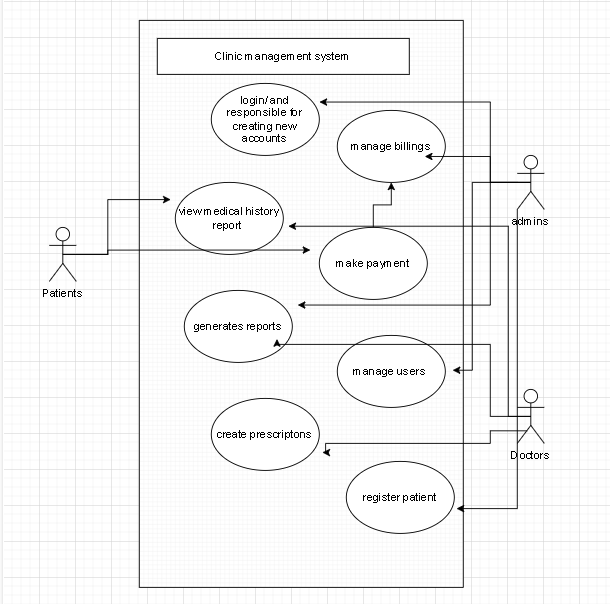 Clinic management system
login/and
responsible for
creating new
accounts
manage billings
admins
view medical history
report
make payment
Patients
generates reports
manage users
create prescriptons
Doctors
register patient